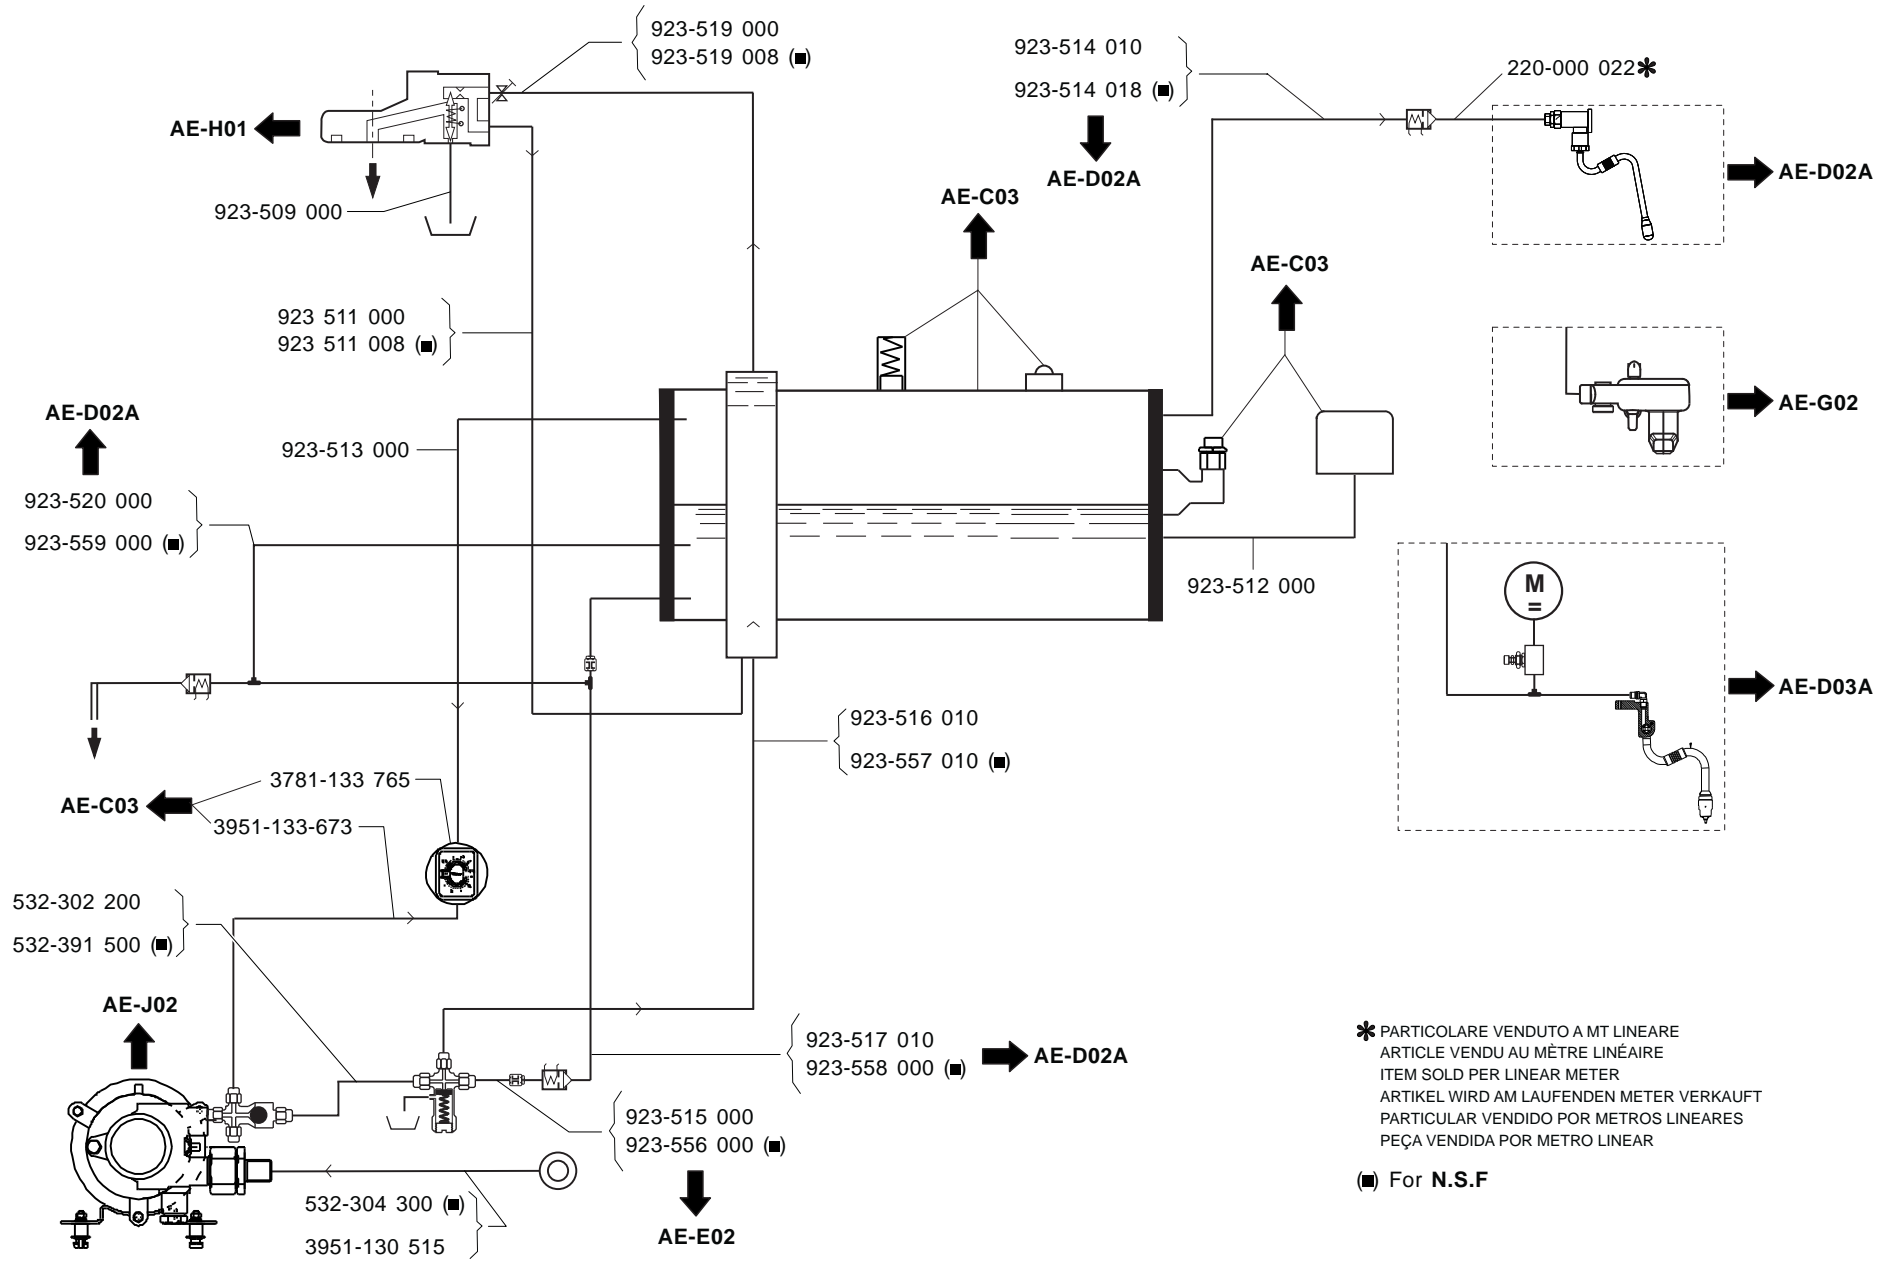 923-519 000
923-519 008 (■)
923-514 010
923-514 018 (■)
220-000 022✱
AE-H01
AE-D02A
AE-D02A
AE-C03
923-509 000
AE-C03
923 511 000
923 511 008 (■)
AE-D02A
AE-G02
923-513 000
923-520 000
923-559 000 (■)
923-512 000
M
=
AE-D03A
923-516 010
923-557 010 (■)
3781-133 765
AE-C03
3951-133-673
532-302 200
532-391 500 (■)
AE-J02
923-517 010
923-558 000 (■)
AE-D02A
923-515 000
923-556 000 (■)
AE-E02
532-304 300 (■)
3951-130 515
✱ PARTICOLARE VENDUTO A MT LINEARE
ARTICLE VENDU AU MÈTRE LINÉAIRE
ITEM SOLD PER LINEAR METER
ARTIKEL WIRD AM LAUFENDEN METER VERKAUFT
PARTICULAR VENDIDO POR METROS LINEARES
PEÇA VENDIDA POR METRO LINEAR
(■) For N.S.F